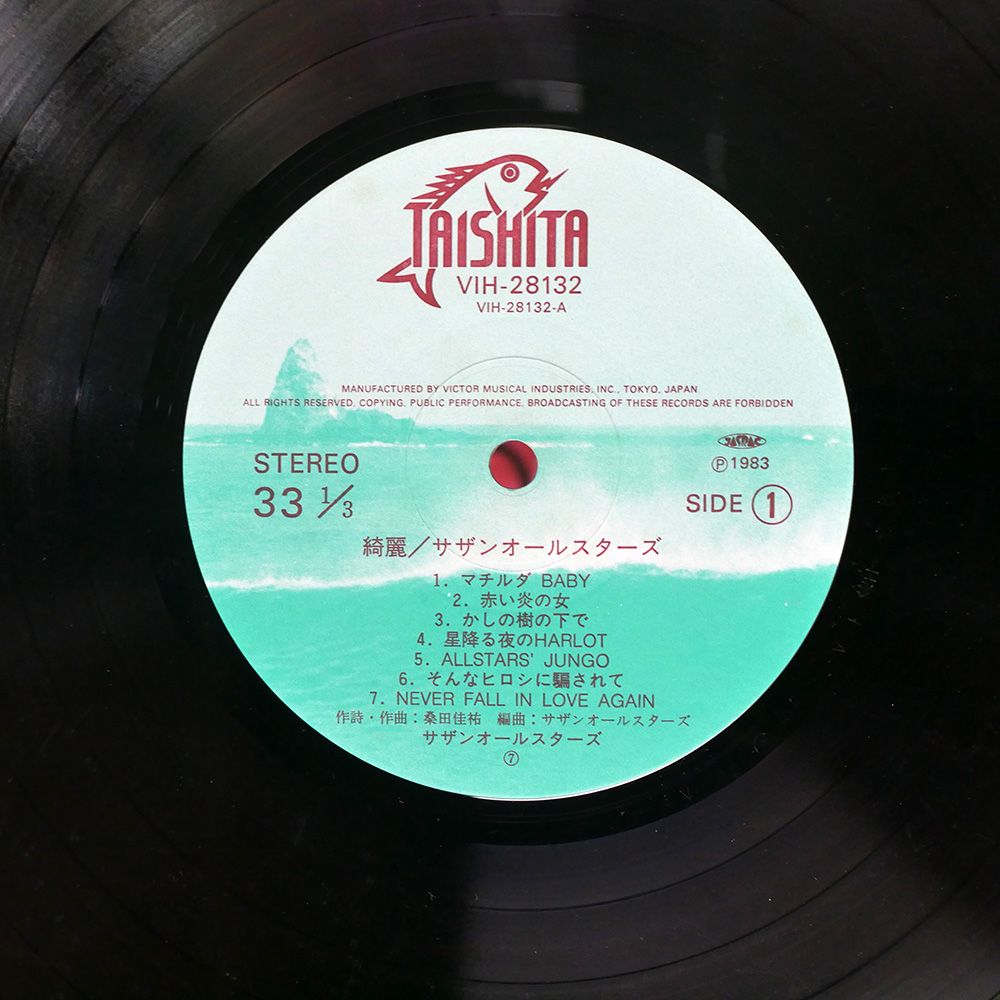 TAISHITA
VIH-28132
VIH-28132-A
MANUFACTURED BY VICTOR MUSICAL INDUSTRIES, INC., TOKYO, JAPAN
ALL RIGHTS RESERVED, COPYING, PUBLIC PERFORMANCE, BROADCASTING OF THESE RECORDS ARE FORBIDDEN
JASRAC
STEREO
Ⓟ1983
33 1/3
SIDE ①
綺麗／サザンオールスターズ
1. マチルダ BABY
2. 赤い炎の女
3. かしの樹の下で
4. 星降る夜のHARLOT
5. ALLSTARS' JUNGO
6. そんなヒロシに騙されて
7. NEVER FALL IN LOVE AGAIN
作詩・作曲：桑田佳祐 編曲：サザンオールスターズ
サザンオールスターズ
⑦